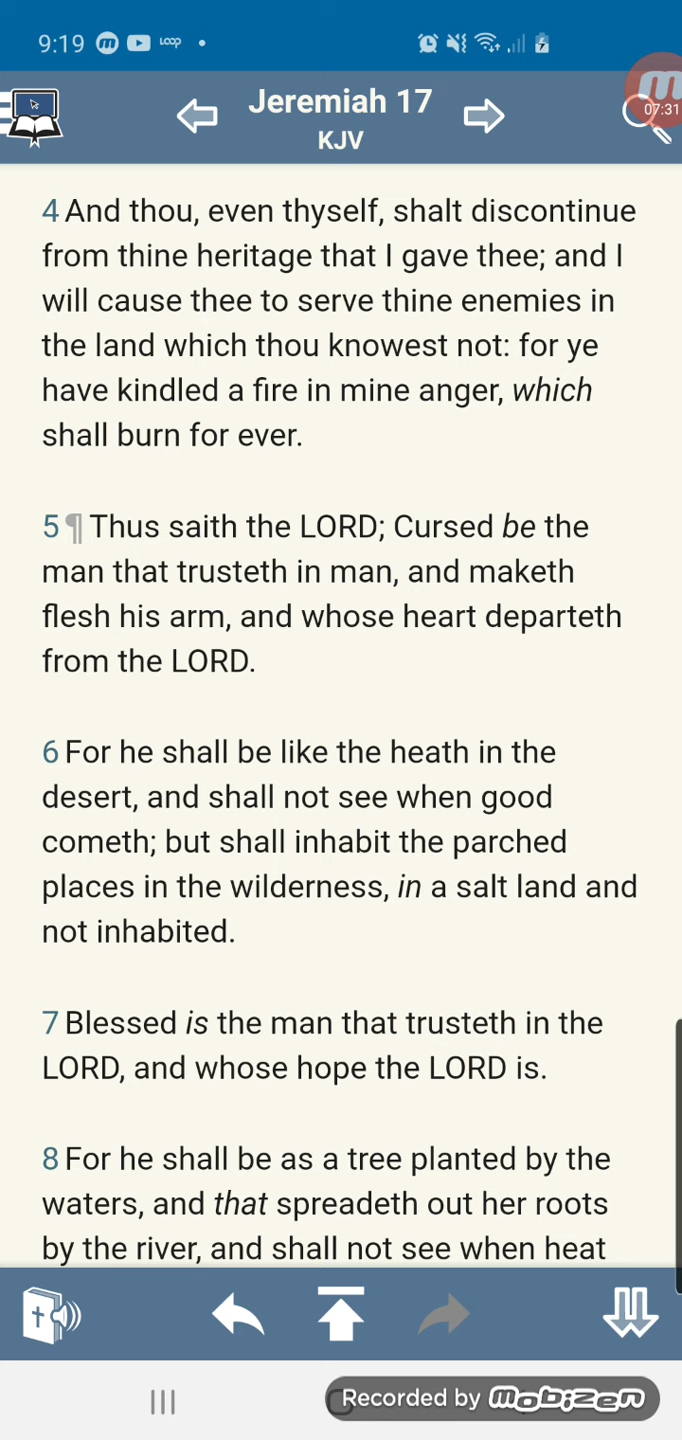 9:19 m LOOP
07:31
Jeremiah 17
KJV
4 And thou, even thyself, shalt discontinue
from thine heritage that I gave thee; and I
will cause thee to serve thine enemies in
the land which thou knowest not: for ye
have kindled a fire in mine anger, which
shall burn for ever.
5 ¶ Thus saith the LORD; Cursed be the
man that trusteth in man, and maketh
flesh his arm, and whose heart departeth
from the LORD.
6 For he shall be like the heath in the
desert, and shall not see when good
cometh; but shall inhabit the parched
places in the wilderness, in a salt land and
not inhabited.
7 Blessed is the man that trusteth in the
LORD, and whose hope the LORD is.
8 For he shall be as a tree planted by the
waters, and that spreadeth out her roots
by the river, and shall not see when heat
Recorded by mobizen